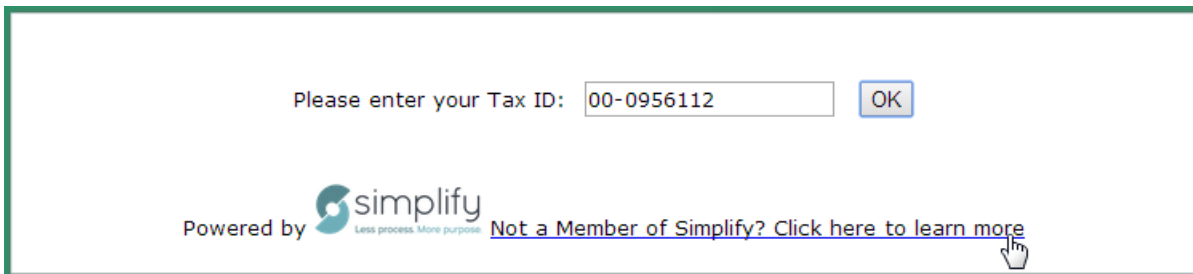 Please enter your Tax ID: 00-0956112 OK
simplify
Less process. More purpose.
Powered by Not a Member of Simplify? Click here to learn more